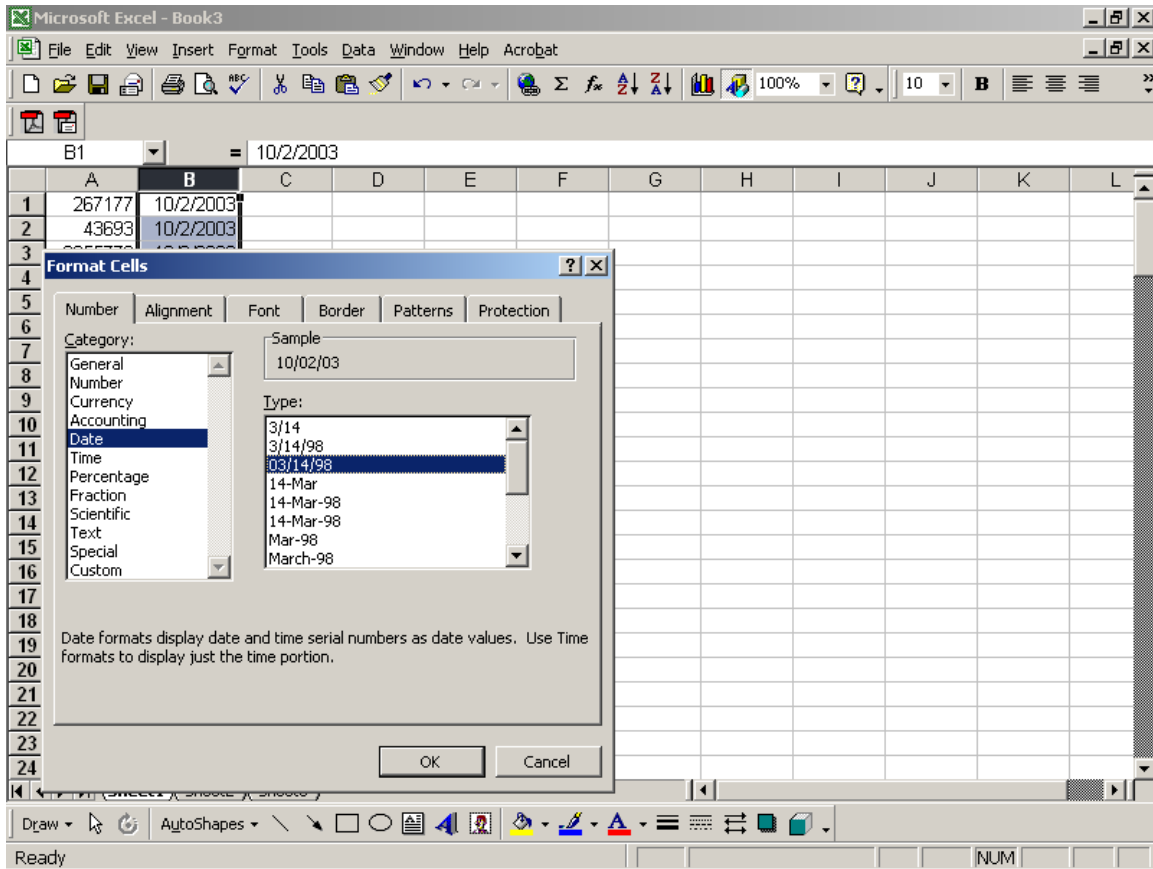 Microsoft Excel - Book3
File Edit View Insert Format Tools Data Window Help Acrobat
100% 10 B
B1 = 10/2/2003
A B C D E F G H I J K L
1 267177 10/2/2003
2 43693 10/2/2003
3
4
5
6
7
8
9
10
11
12
13
14
15
16
17
18
19
20
21
22
23
24
Format Cells
Number Alignment Font Border Patterns Protection
Category:
General
Number
Currency
Accounting
Date
Time
Percentage
Fraction
Scientific
Text
Special
Custom
Sample
10/02/03
Type:
3/14
3/14/98
03/14/98
14-Mar
14-Mar-98
14-Mar-98
Mar-98
March-98
Date formats display date and time serial numbers as date values. Use Time
formats to display just the time portion.
OK Cancel
Draw AutoShapes
Ready NUM